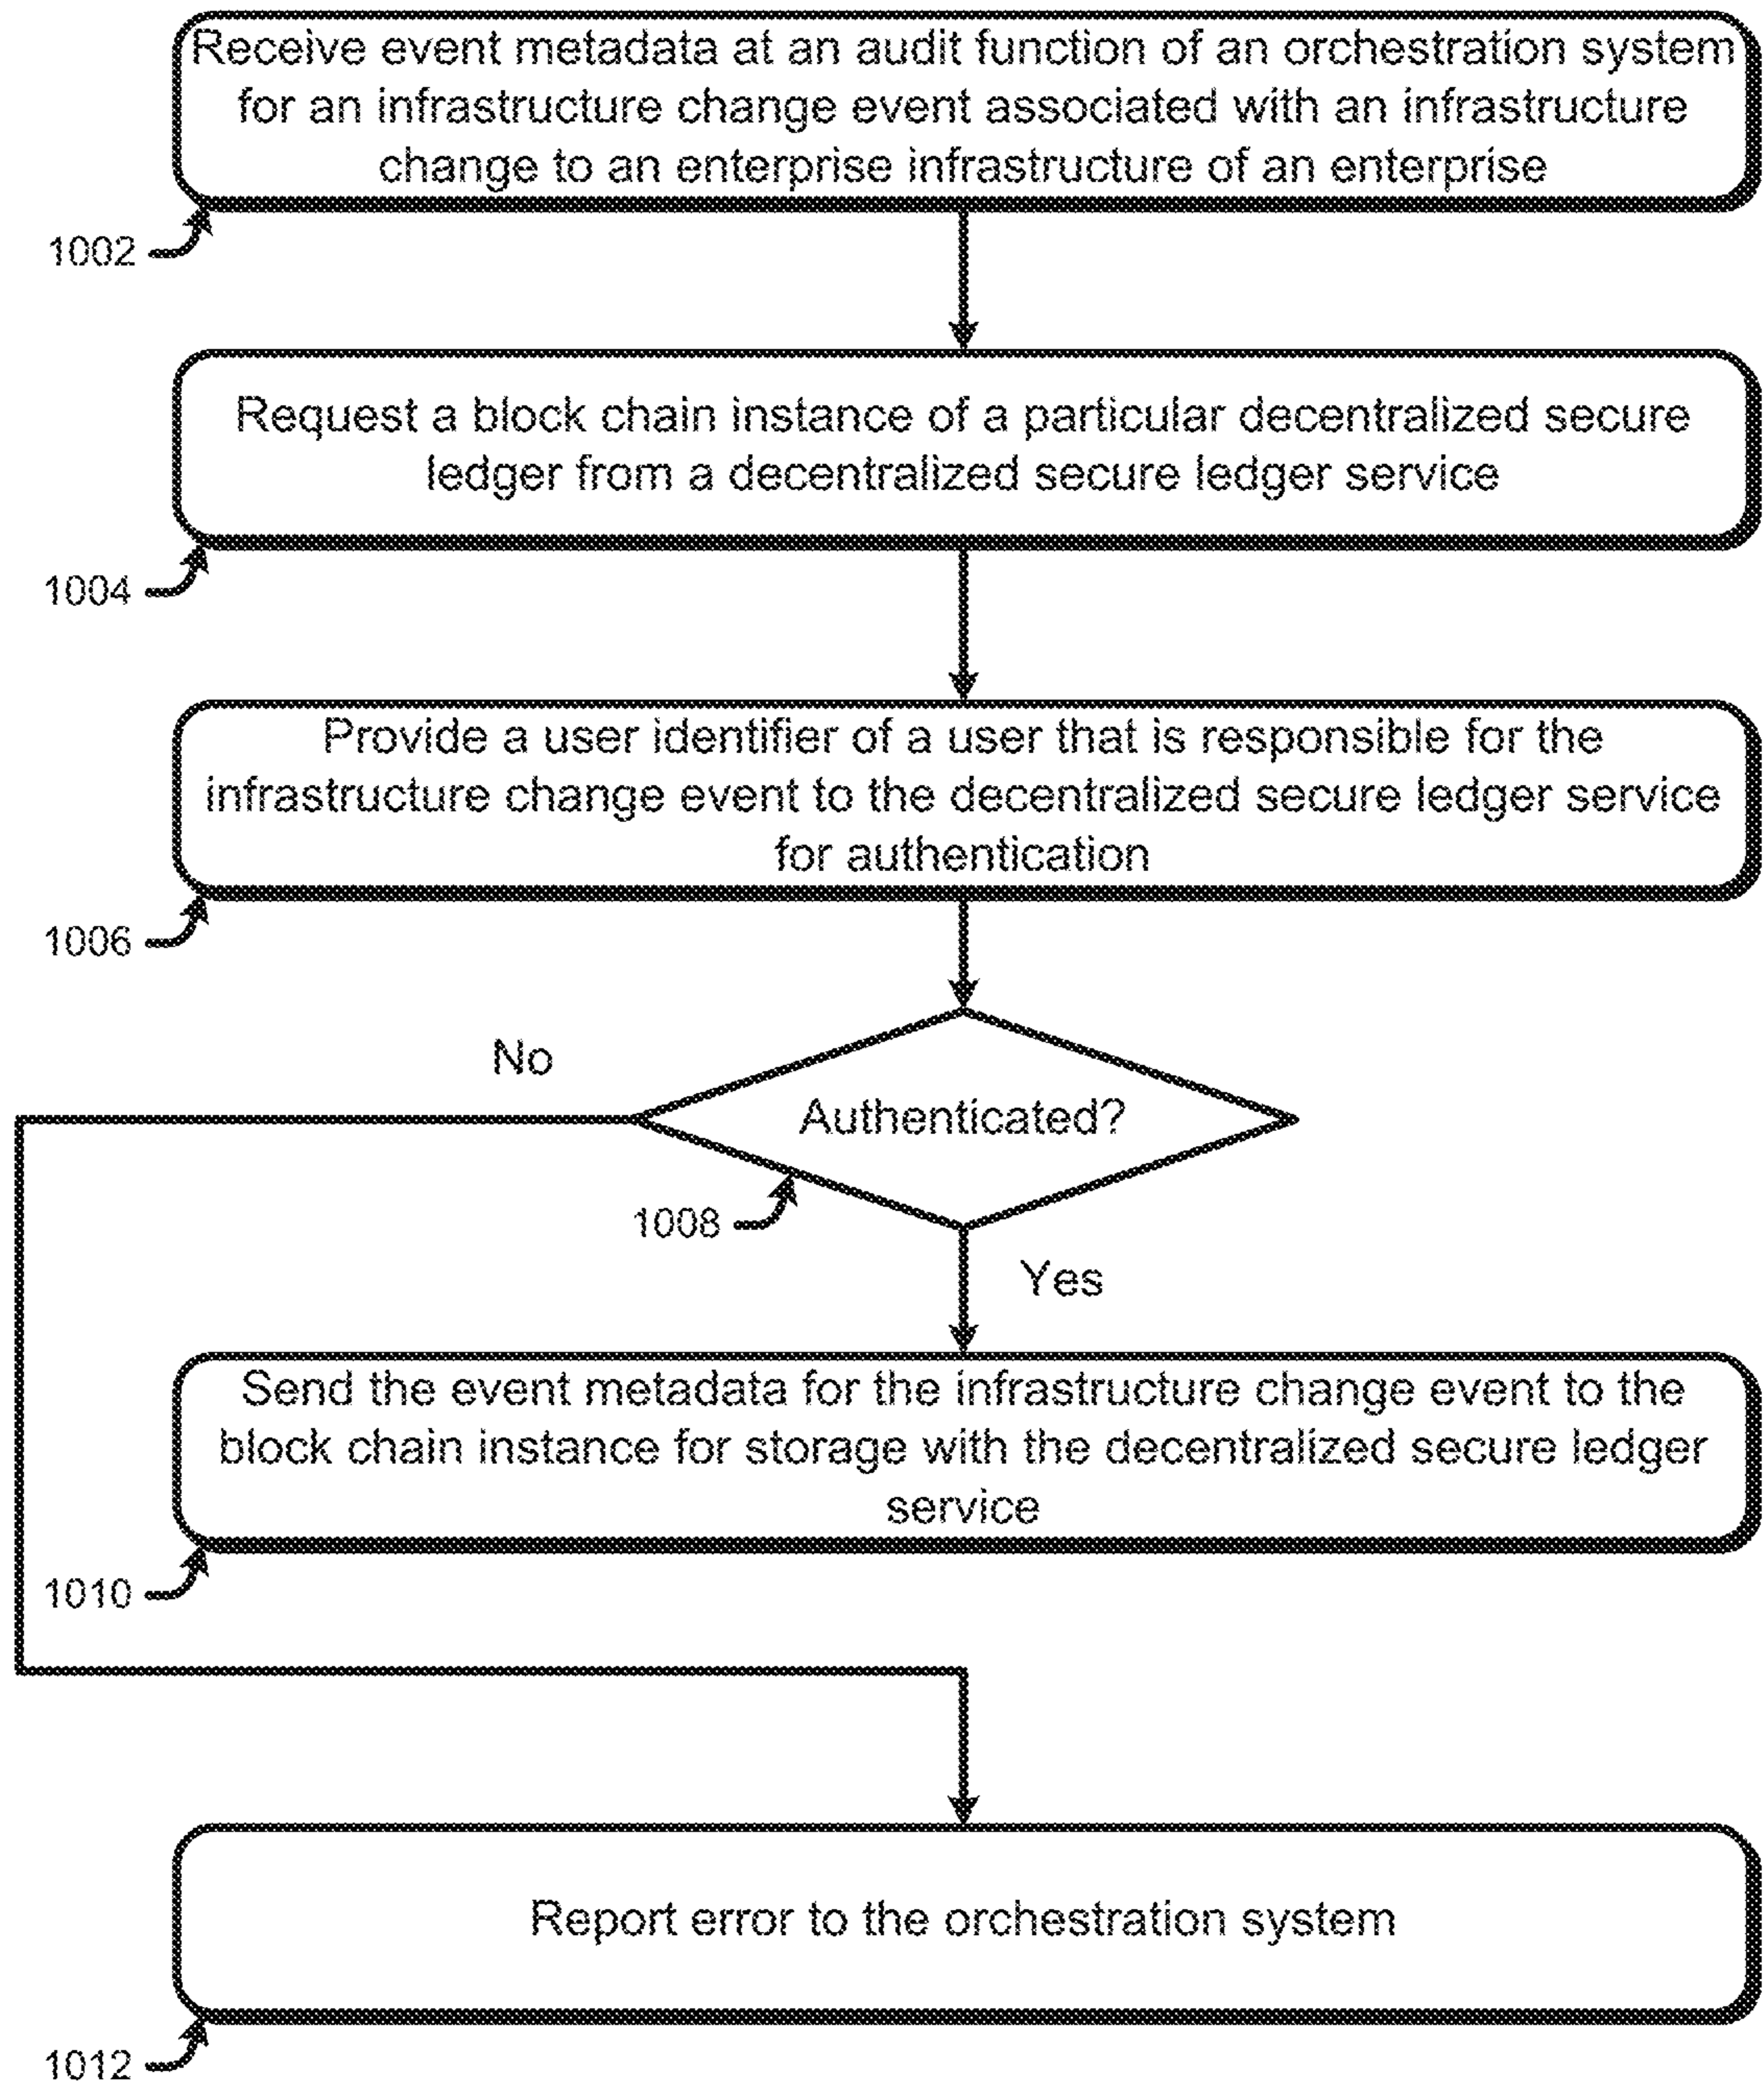 Receive event metadata at an audit function of an orchestration system
for an infrastructure change event associated with an infrastructure
change to an enterprise infrastructure of an enterprise
1002
Request a block chain instance of a particular decentralized secure
ledger from a decentralized secure ledger service
1004
Provide a user identifier of a user that is responsible for the
infrastructure change event to the decentralized secure ledger service
for authentication
1006
No
Authenticated?
1008
Yes
Send the event metadata for the infrastructure change event to the
block chain instance for storage with the decentralized secure ledger
service
1010
Report error to the orchestration system
1012